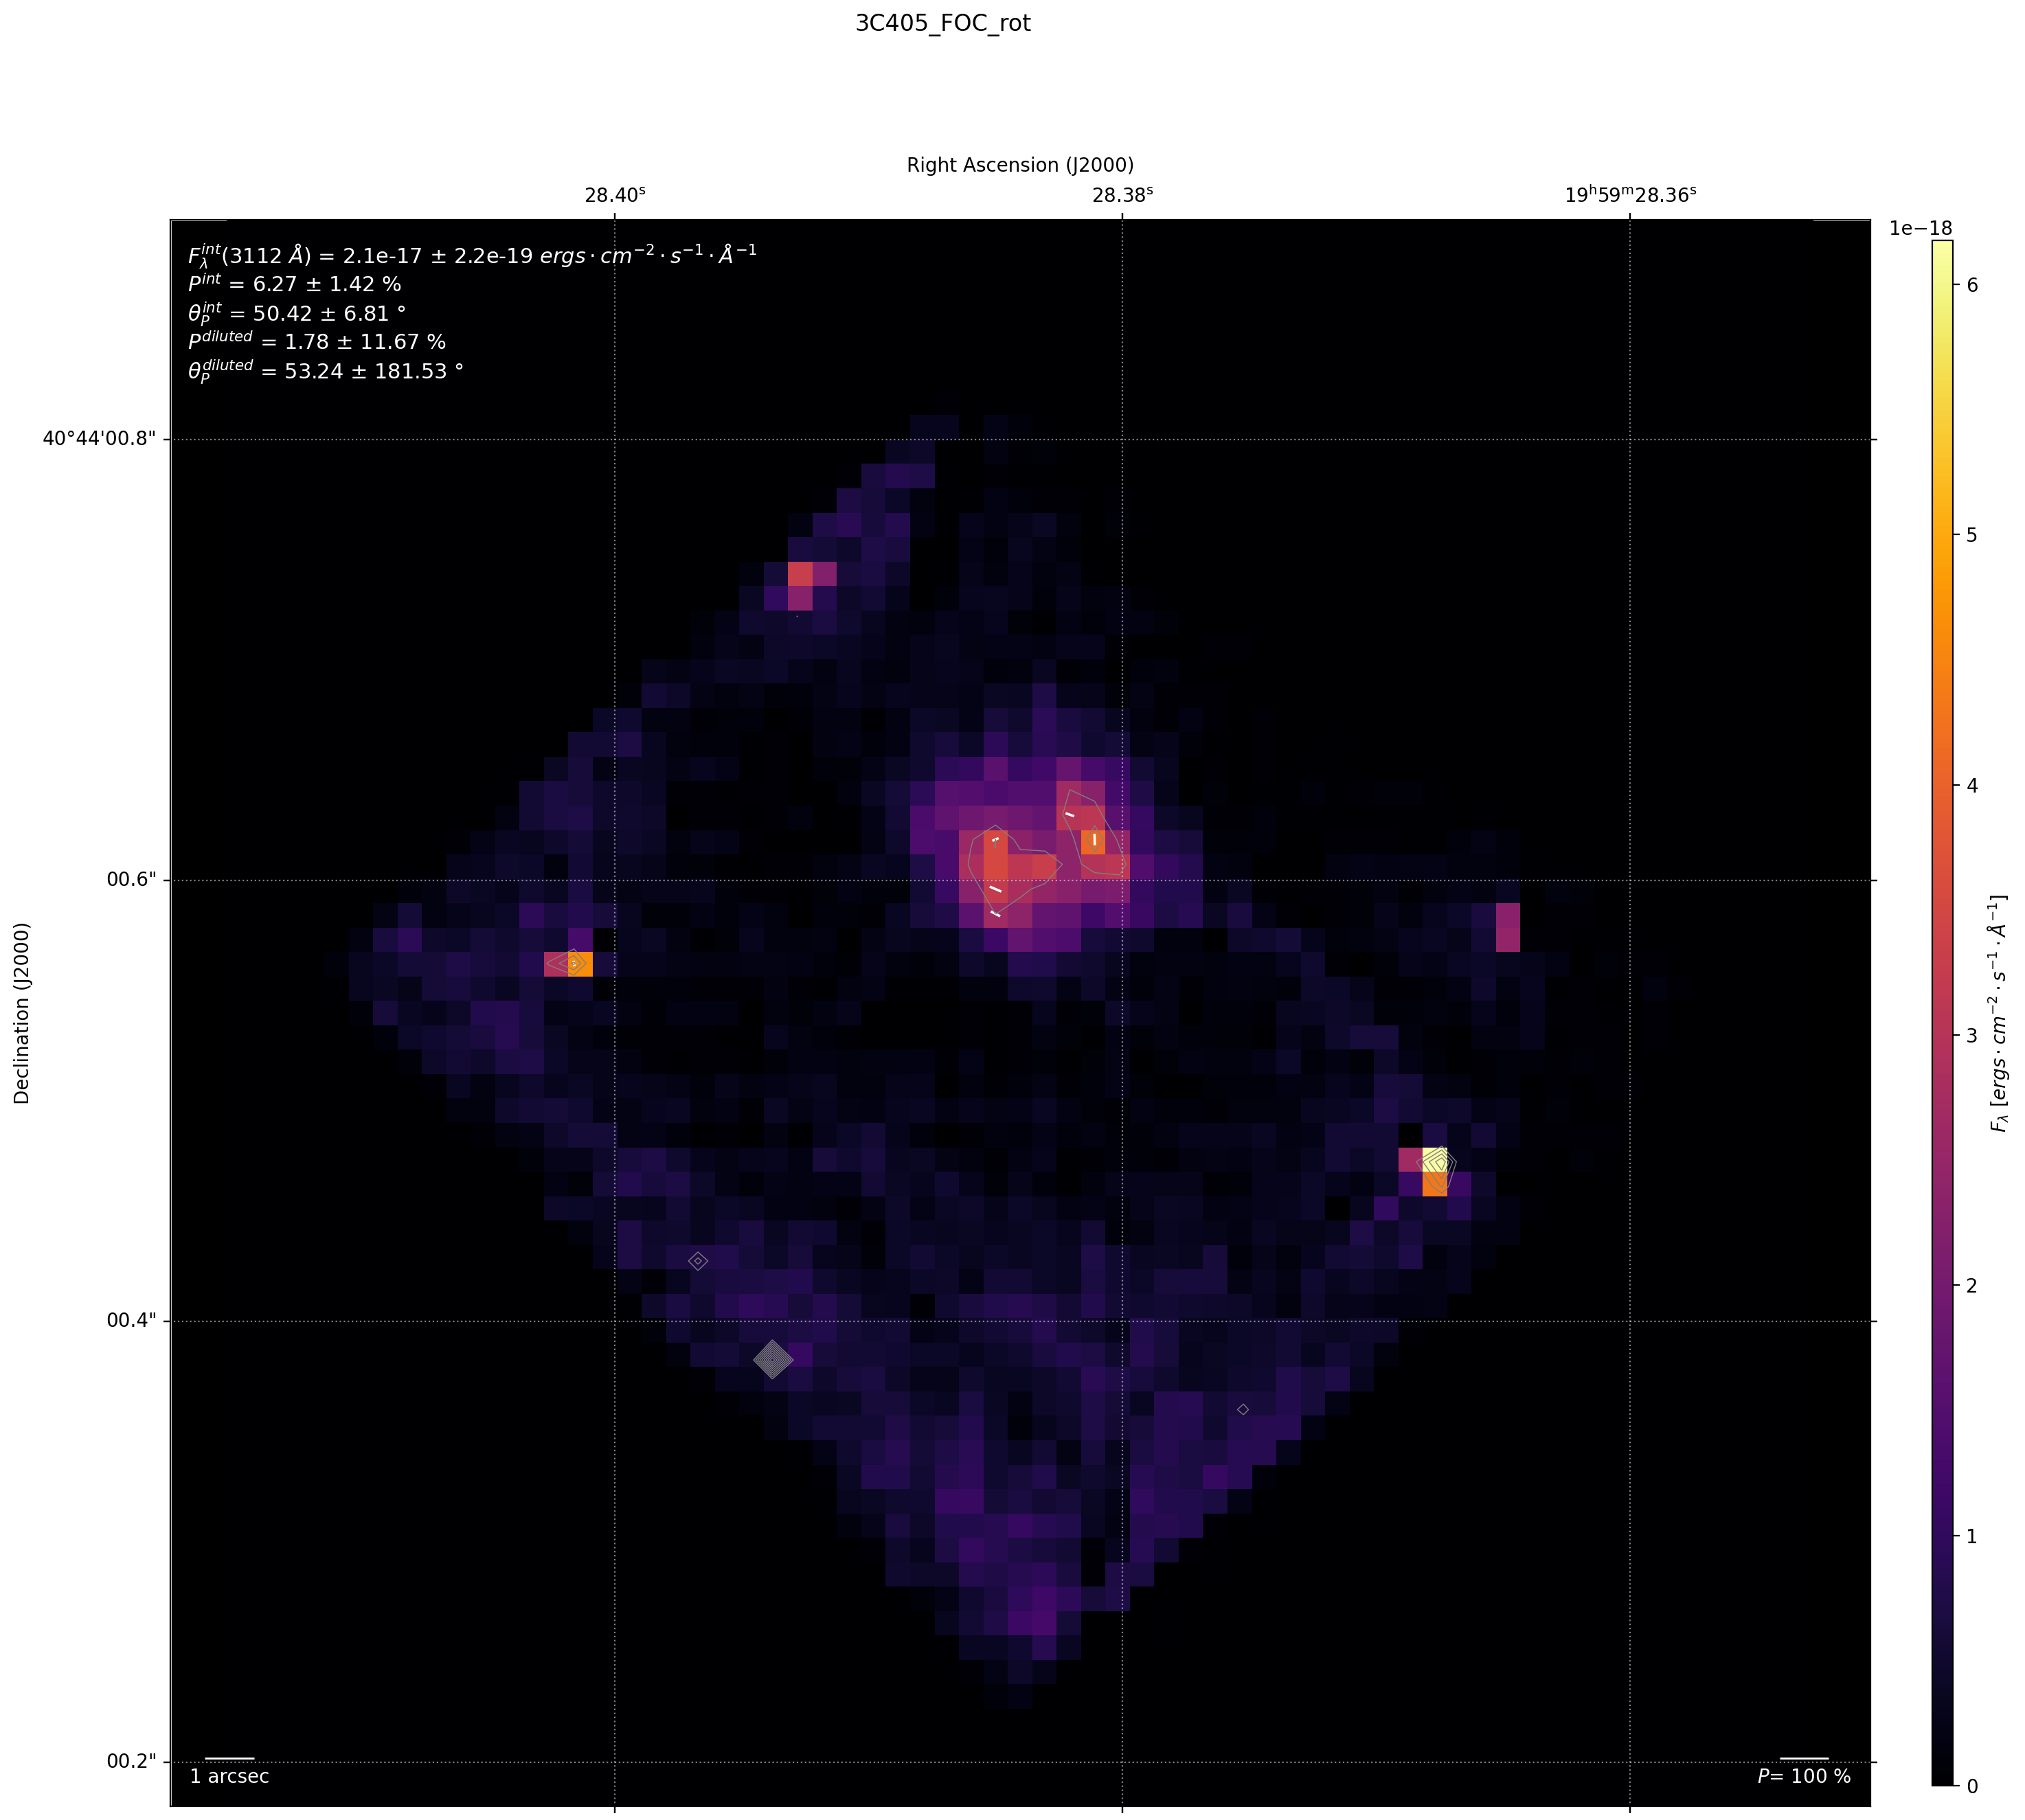 3C405_FOC_rot
Right Ascension (J2000)
28.40ˢ 28.38ˢ 19ʰ59ᵐ28.36ˢ
1e−18
F_λ^int(3112 Å) = 2.1e-17 ± 2.2e-19 ergs · cm⁻² · s⁻¹ · Å⁻¹
P^int = 6.27 ± 1.42 %
θ_P^int = 50.42 ± 6.81 °
P^diluted = 1.78 ± 11.67 %
θ_P^diluted = 53.24 ± 181.53 °
40°44'00.8"
00.6"
00.4"
00.2"
Declination (J2000)
1 arcsec
P= 100 %
6
5
4
3
2
1
0
F_λ [ergs · cm⁻² · s⁻¹ · Å⁻¹]